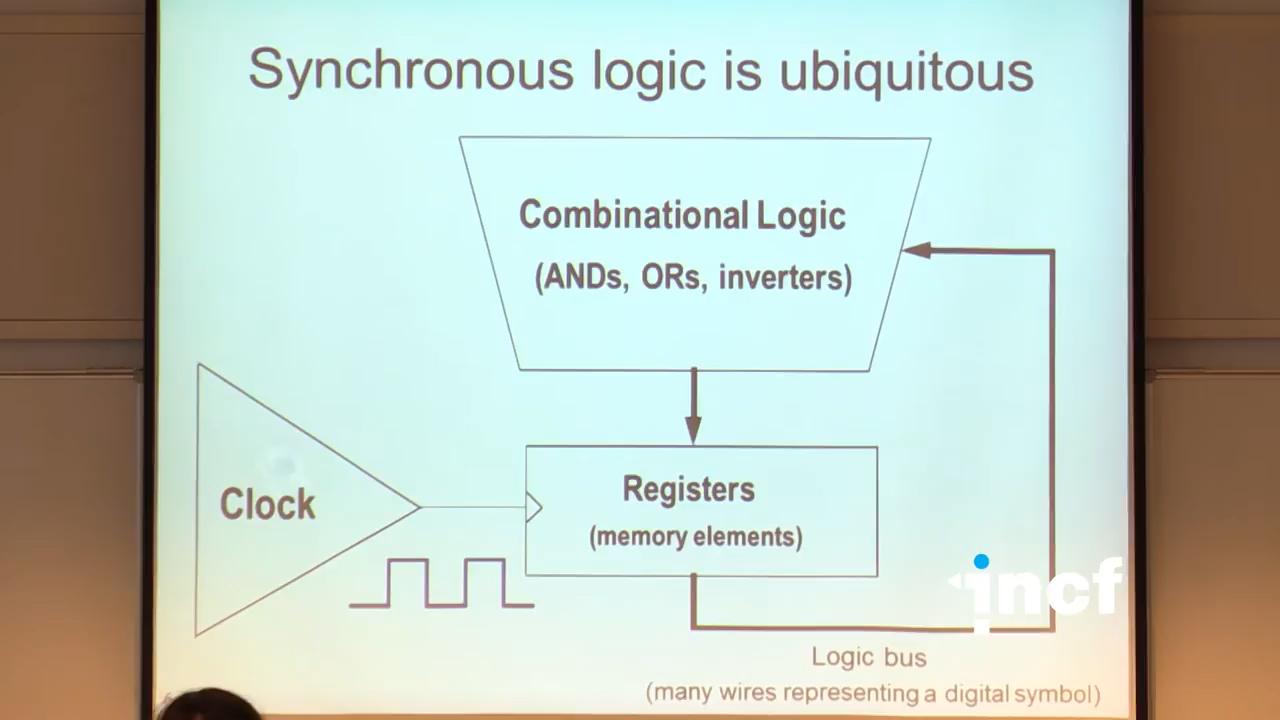 Synchronous logic is ubiquitous
Combinational Logic
(ANDs, ORs, inverters)
Clock
Registers
(memory elements)
incf
Logic bus
(many wires representing a digital symbol)